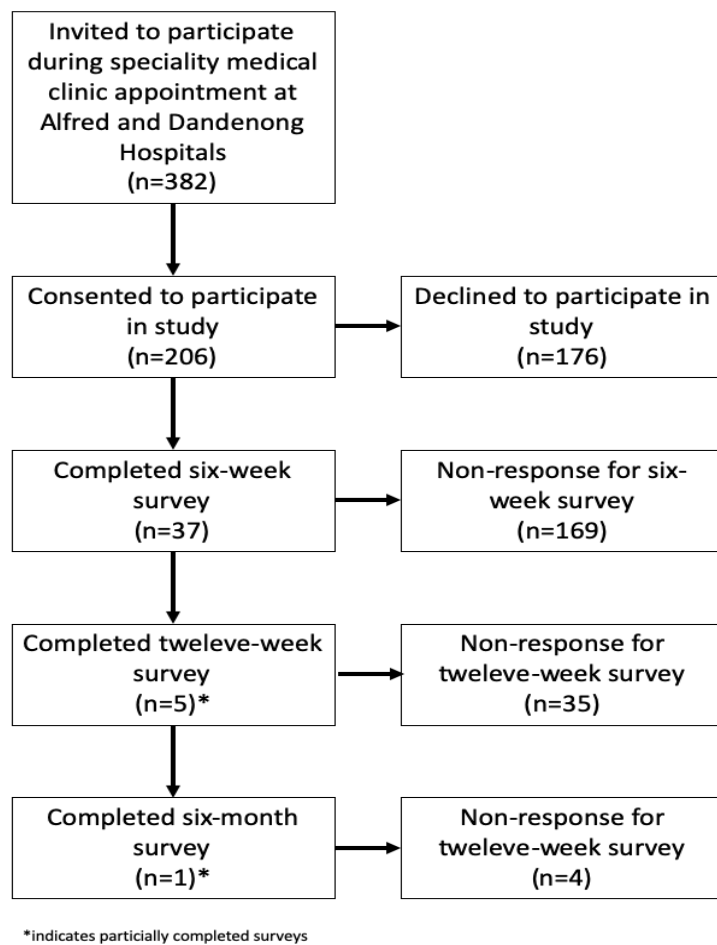 Invited to participate
during speciality medical
clinic appointment at
Alfred and Dandenong
Hospitals
(n=382)
Consented to participate
in study
(n=206)
Declined to participate in
study
(n=176)
Completed six-week
survey
(n=37)
Non-response for six-
week survey
(n=169)
Completed tweleve-week
survey
(n=5)*
Non-response for
tweleve-week survey
(n=35)
Completed six-month
survey
(n=1)*
Non-response for
tweleve-week survey
(n=4)
*indicates particially completed surveys